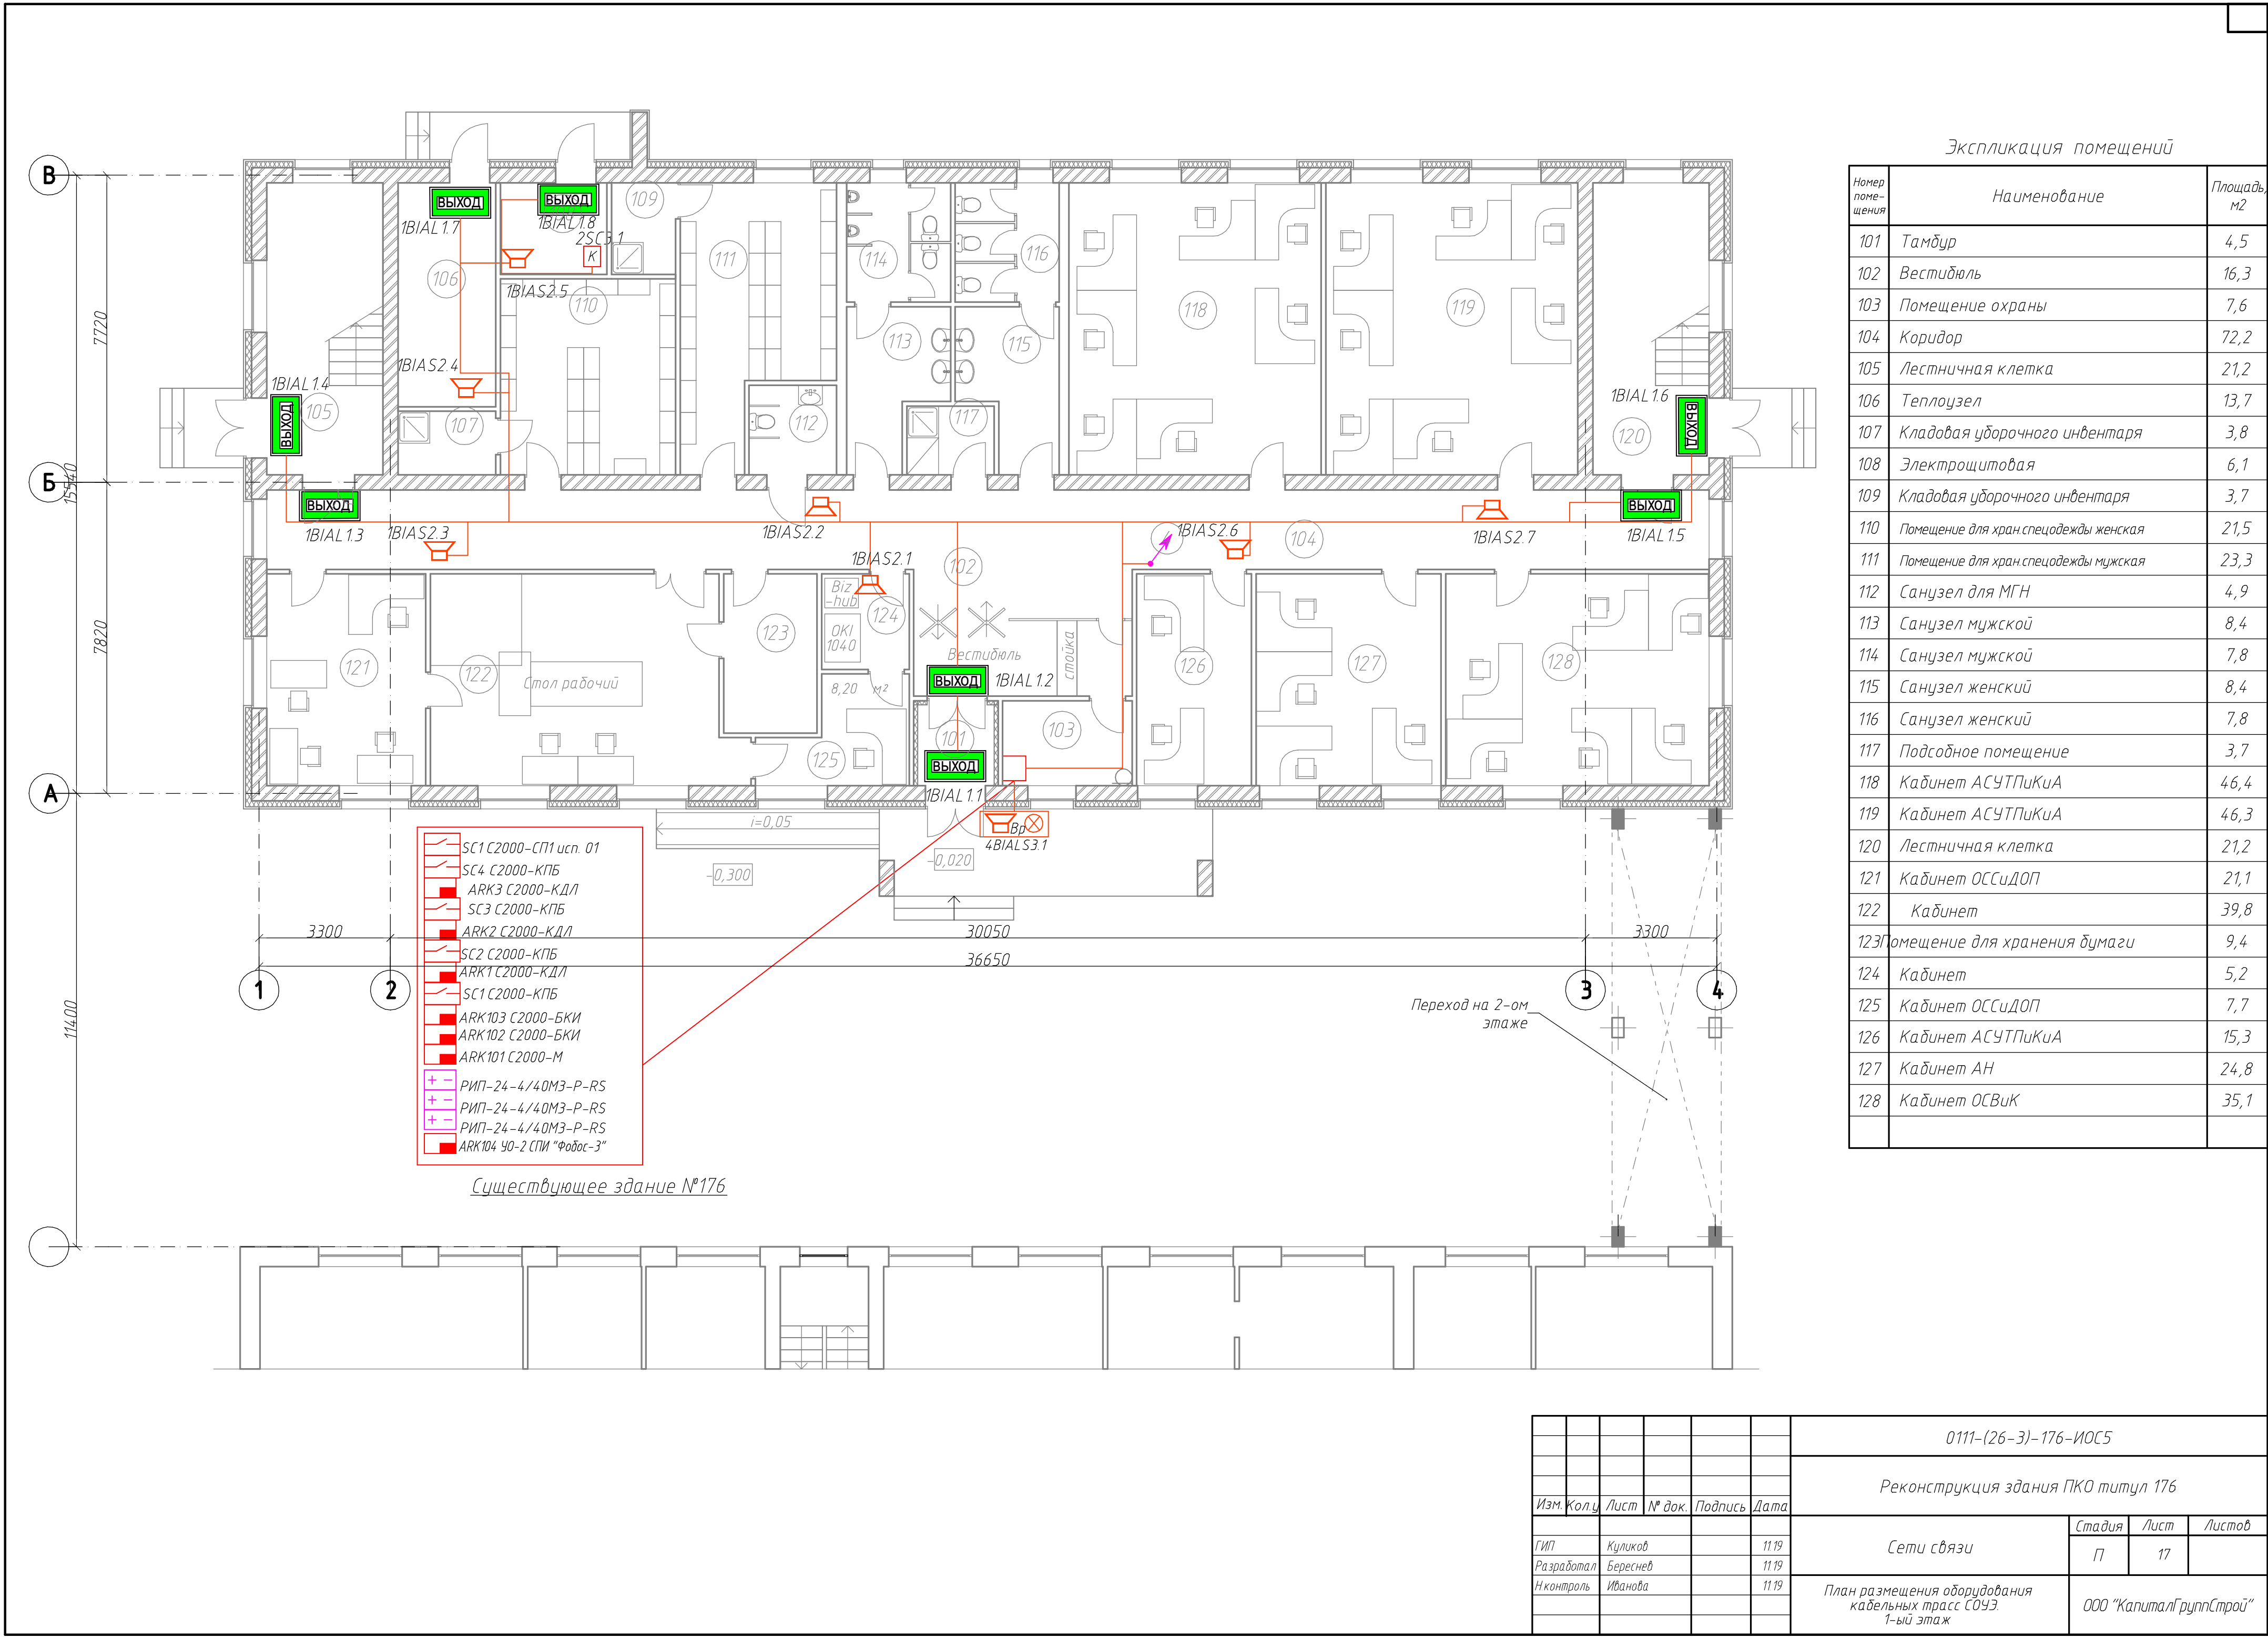 Экспликация помещений
Номер поме-щения
Наименование
Площадь, м2
101 Тамбур 4,5
102 Вестибюль 16,3
103 Помещение охраны 7,6
104 Коридор 72,2
105 Лестничная клетка 21,2
106 Теплоузел 13,7
107 Кладовая уборочного инвентаря 3,8
108 Электрощитовая 6,1
109 Кладовая уборочного инвентаря 3,7
110 Помещение для хран.спецодежды женская 21,5
111 Помещение для хран.спецодежды мужская 23,3
112 Санузел для МГН 4,9
113 Санузел мужской 8,4
114 Санузел мужской 7,8
115 Санузел женский 8,4
116 Санузел женский 7,8
117 Подсобное помещение 3,7
118 Кабинет АСУТПиКиА 46,4
119 Кабинет АСУТПиКиА 46,3
120 Лестничная клетка 21,2
121 Кабинет ОССиДОП 21,1
122 Кабинет 39,8
123 Помещение для хранения бумаги 9,4
124 Кабинет 5,2
125 Кабинет ОССиДОП 7,7
126 Кабинет АСУТПиКиА 15,3
127 Кабинет АН 24,8
128 Кабинет ОСВиК 35,1
В
Б
А
7720
15540
7820
11400
ВЫХОД
1BIAL1.7
ВЫХОД
1BIAL1.8
2SC3.1
К
109
106
1BIAS2.5
110
111
114
116
118
119
113
115
1BIAS2.4
1BIAL1.4
ВЫХОД
105
107
112
117
1BIAL1.6
ВЫХОД
120
ВЫХОД
1BIAL1.3
1BIAS2.3
1BIAS2.2
1BIAS2.1
102
1BIAS2.6
104
1BIAS2.7
ВЫХОД
1BIAL1.5
Biz
-hub
124
OKI
1040
123
121
122
Стол рабочий
8,20 м²
125
Вестибюль
стойка
ВЫХОД
1BIAL1.2
101
103
ВЫХОД
1BIAL1.1
126
127
128
Вр
4BIALS3.1
i=0,05
-0,020
-0,300
SC1 С2000-СП1 исп. 01
SC4 С2000-КПБ
ARK3 С2000-КДЛ
SC3 С2000-КПБ
ARK2 С2000-КДЛ
SC2 С2000-КПБ
ARK1 С2000-КДЛ
SC1 С2000-КПБ
ARK103 С2000-БКИ
ARK102 С2000-БКИ
ARK101 С2000-М
+ - РИП-24-4/40М3-Р-RS
+ - РИП-24-4/40М3-Р-RS
+ - РИП-24-4/40М3-Р-RS
ARK104 УО-2 СПИ "Фобос-3"
3300
30050
3300
36650
1
2
3
4
Переход на 2-ом
этаже
Существующее здание №176
0111-(26-3)-176-ИОС5
Реконструкция здания ПКО титул 176
Изм. Кол.у Лист № док. Подпись Дата
ГИП Куликов 11.19
Разработал Береснев 11.19
Н.контроль Иванова 11.19
Сети связи
Стадия Лист Листов
П 17
План размещения оборудования
кабельных трасс СОУЭ.
1-ый этаж
ООО "КапиталГруппСтрой"